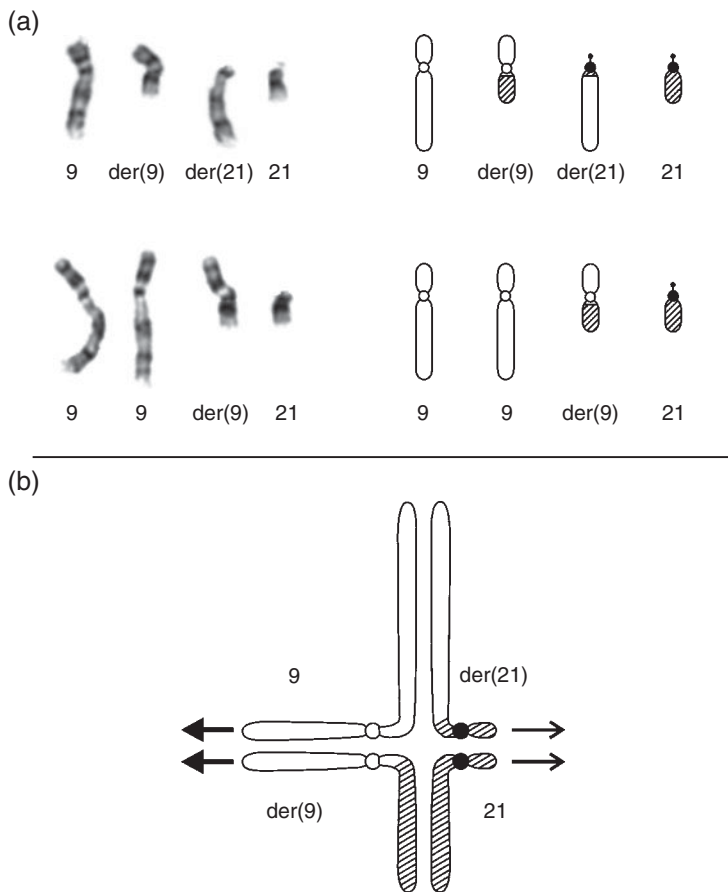 (a)
9 der(9) der(21) 21
9 der(9) der(21) 21
9 9 der(9) 21
9 9 der(9) 21
(b)
9
der(21)
der(9)
21